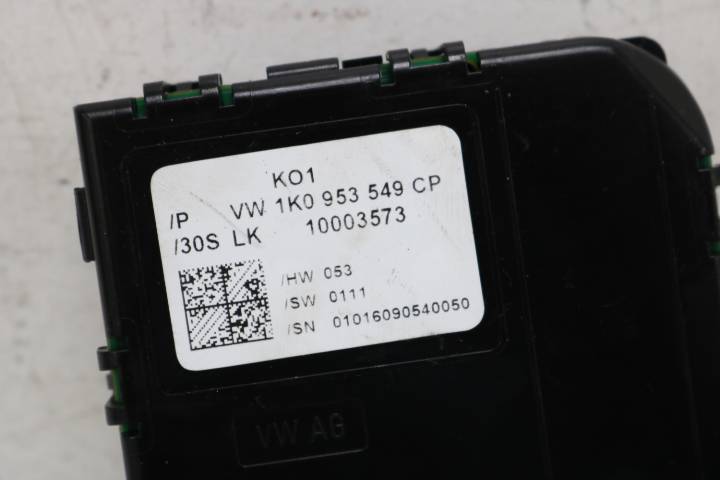 KO1
/P VW 1K0 953 549 CP
/30S LK 10003573
/HW 053
/SW 0111
/SN 01016090540050
VW AG